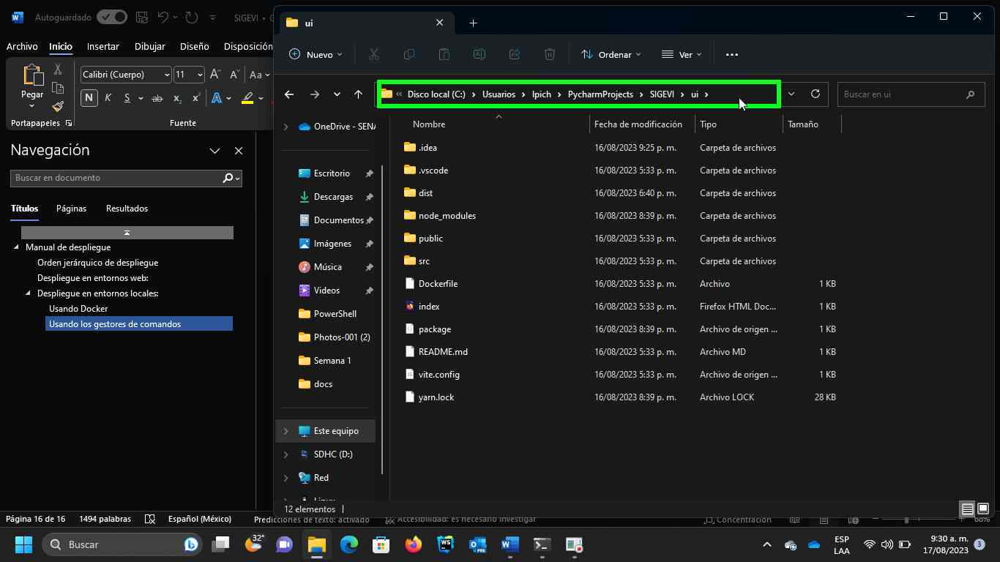 Autoguardado
SIGEVI •
Archivo Inicio Insertar Dibujar Diseño Disposición
Pegar
Portapapeles
Calibri (Cuerpo) 11 A A Aa
N K S ab x₂ x² A
Fuente
Navegación
Buscar en documento
Títulos Páginas Resultados
Manual de despliegue
Orden jerárquico de despliegue
Despliegue en entornos web:
Despliegue en entornos locales:
Usando Docker
Usando los gestores de comandos
ui
Nuevo Ordenar Ver
« Disco local (C:) › Usuarios › lpich › PycharmProjects › SIGEVI › ui ›
Buscar en ui
OneDrive - SENA
Escritorio
Descargas
Documentos
Imágenes
Música
Videos
PowerShell
Photos-001 (2)
Semana 1
docs
Este equipo
SDHC (D:)
Red
Nombre Fecha de modificación Tipo Tamaño
.idea 16/08/2023 9:25 p. m. Carpeta de archivos
.vscode 16/08/2023 5:33 p. m. Carpeta de archivos
dist 16/08/2023 6:40 p. m. Carpeta de archivos
node_modules 16/08/2023 8:39 p. m. Carpeta de archivos
public 16/08/2023 5:33 p. m. Carpeta de archivos
src 16/08/2023 5:33 p. m. Carpeta de archivos
Dockerfile 16/08/2023 5:33 p. m. Archivo 1 KB
index 16/08/2023 5:33 p. m. Firefox HTML Doc... 1 KB
package 16/08/2023 8:39 p. m. Archivo de origen ... 1 KB
README.md 16/08/2023 5:33 p. m. Archivo MD 1 KB
vite.config 16/08/2023 5:33 p. m. Archivo de origen ... 1 KB
yarn.lock 16/08/2023 8:39 p. m. Archivo LOCK 28 KB
12 elementos
Página 16 de 16 1494 palabras Español (México) Predicciones de texto: activado Accesibilidad: es necesario investigar Concentración 68%
Buscar
32°
WS
PRE
ESP
LAA
9:30 a. m.
17/08/2023
3